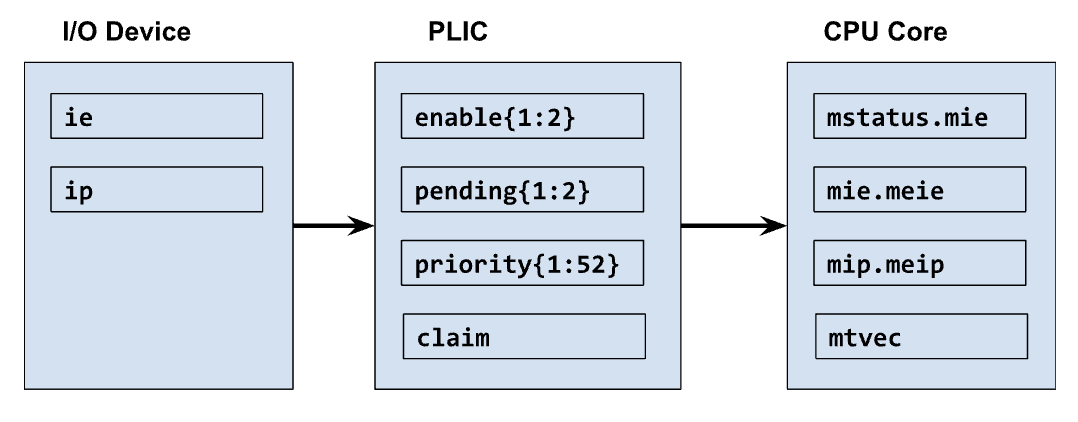 I/O Device
PLIC
CPU Core
ie
ip
enable{1:2}
pending{1:2}
priority{1:52}
claim
mstatus.mie
mie.meie
mip.meip
mtvec